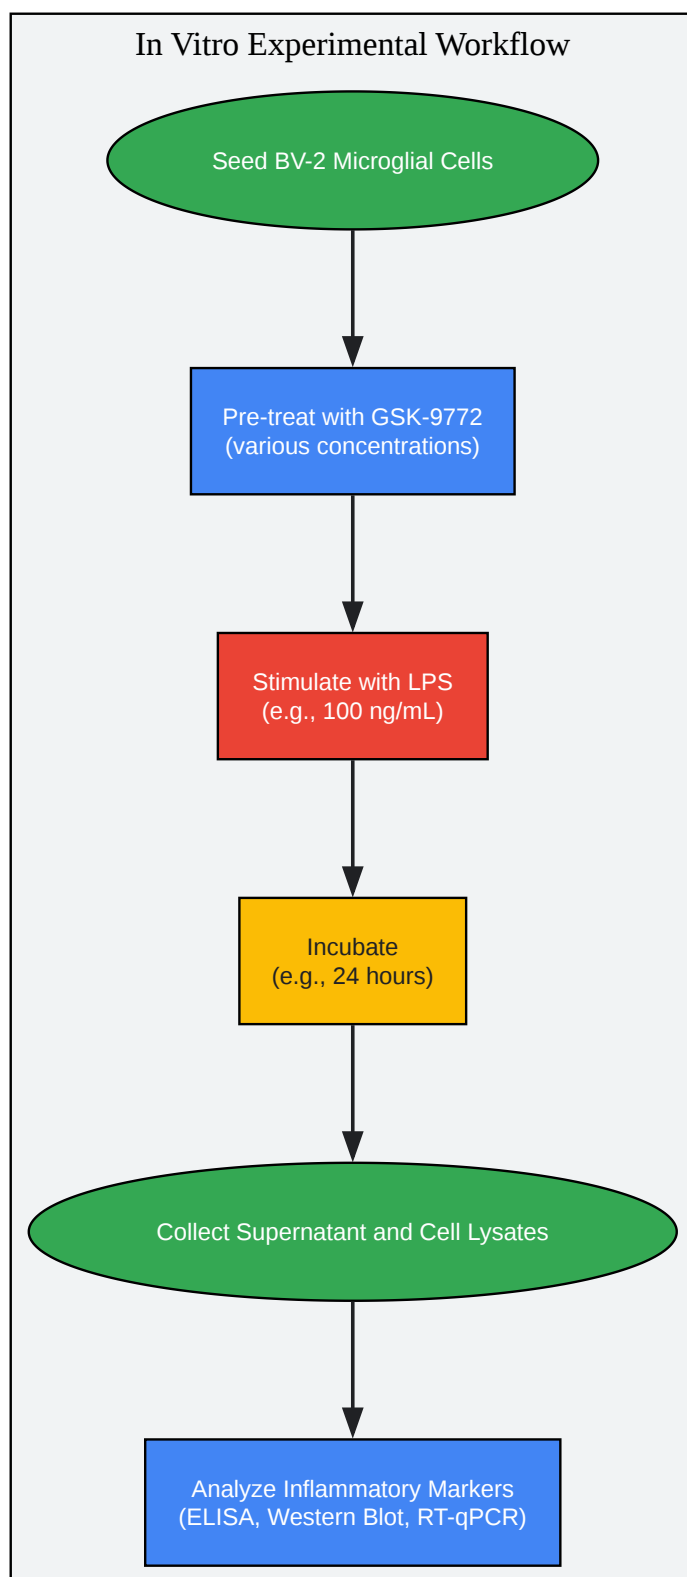 In Vitro Experimental Workflow
Seed BV-2 Microglial Cells
Pre-treat with GSK-9772
(various concentrations)
Stimulate with LPS
(e.g., 100 ng/mL)
Incubate
(e.g., 24 hours)
Collect Supernatant and Cell Lysates
Analyze Inflammatory Markers
(ELISA, Western Blot, RT-qPCR)